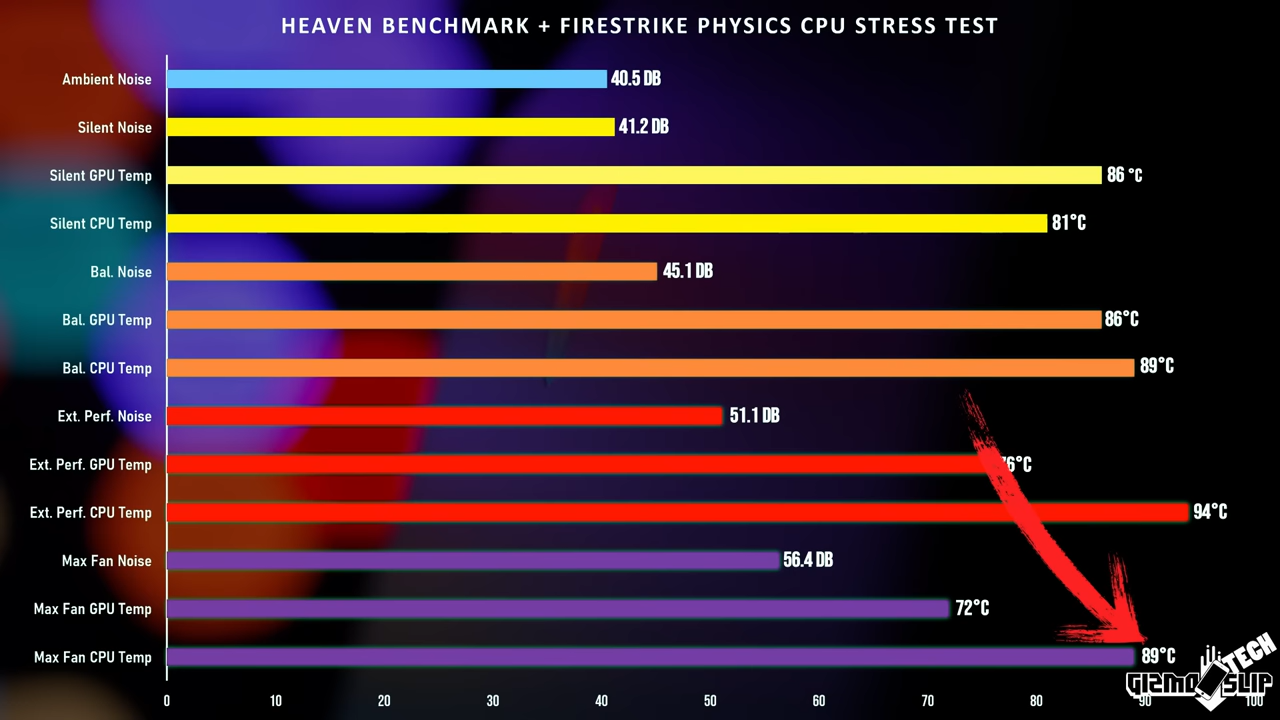 HEAVEN BENCHMARK + FIRESTRIKE PHYSICS CPU STRESS TEST
Ambient Noise 40.5 DB
Silent Noise 41.2 DB
Silent GPU Temp 86 °C
Silent CPU Temp 81°C
Bal. Noise 45.1 DB
Bal. GPU Temp 86°C
Bal. CPU Temp 89°C
Ext. Perf. Noise 51.1 DB
Ext. Perf. GPU Temp 76°C
Ext. Perf. CPU Temp 94°C
Max Fan Noise 56.4 DB
Max Fan GPU Temp 72°C
Max Fan CPU Temp 89°C
0 10 20 30 40 50 60 70 80 90 100
GIZMO SLIP
TECH